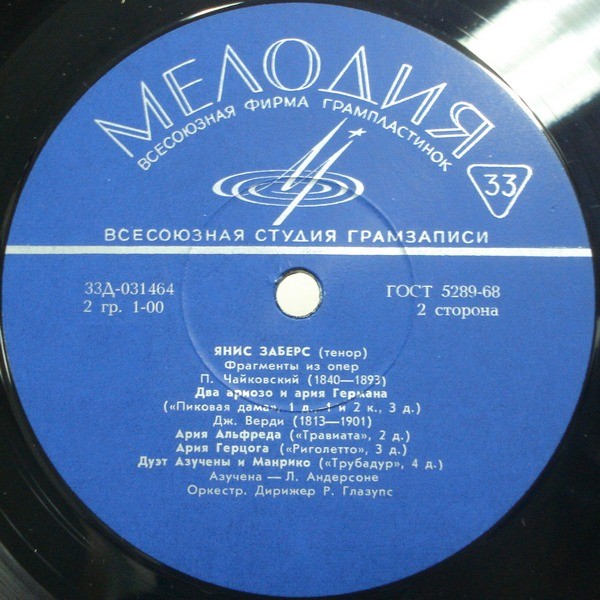 МЕЛОДИЯ
ВСЕСОЮЗНАЯ ФИРМА ГРАМПЛАСТИНОК
33
ВСЕСОЮЗНАЯ СТУДИЯ ГРАМЗАПИСИ
33Д-031464
2 гр. 1-00
ГОСТ 5289-68
2 сторона
ЯНИС ЗАБЕРС (тенор)
Фрагменты из опер
П. Чайковский (1840—1893)
Два ариозо и ария Германа
(«Пиковая дама», 1 д., 1 и 2 к., 3 д.)
Дж. Верди (1813—1901)
Ария Альфреда («Травиата», 2 д.)
Ария Герцога («Риголетто», 3 д.)
Дуэт Азучены и Манрико («Трубадур», 4 д.)
Азучена — Л. Андерсоне
Оркестр. Дирижер Р. Глазупс